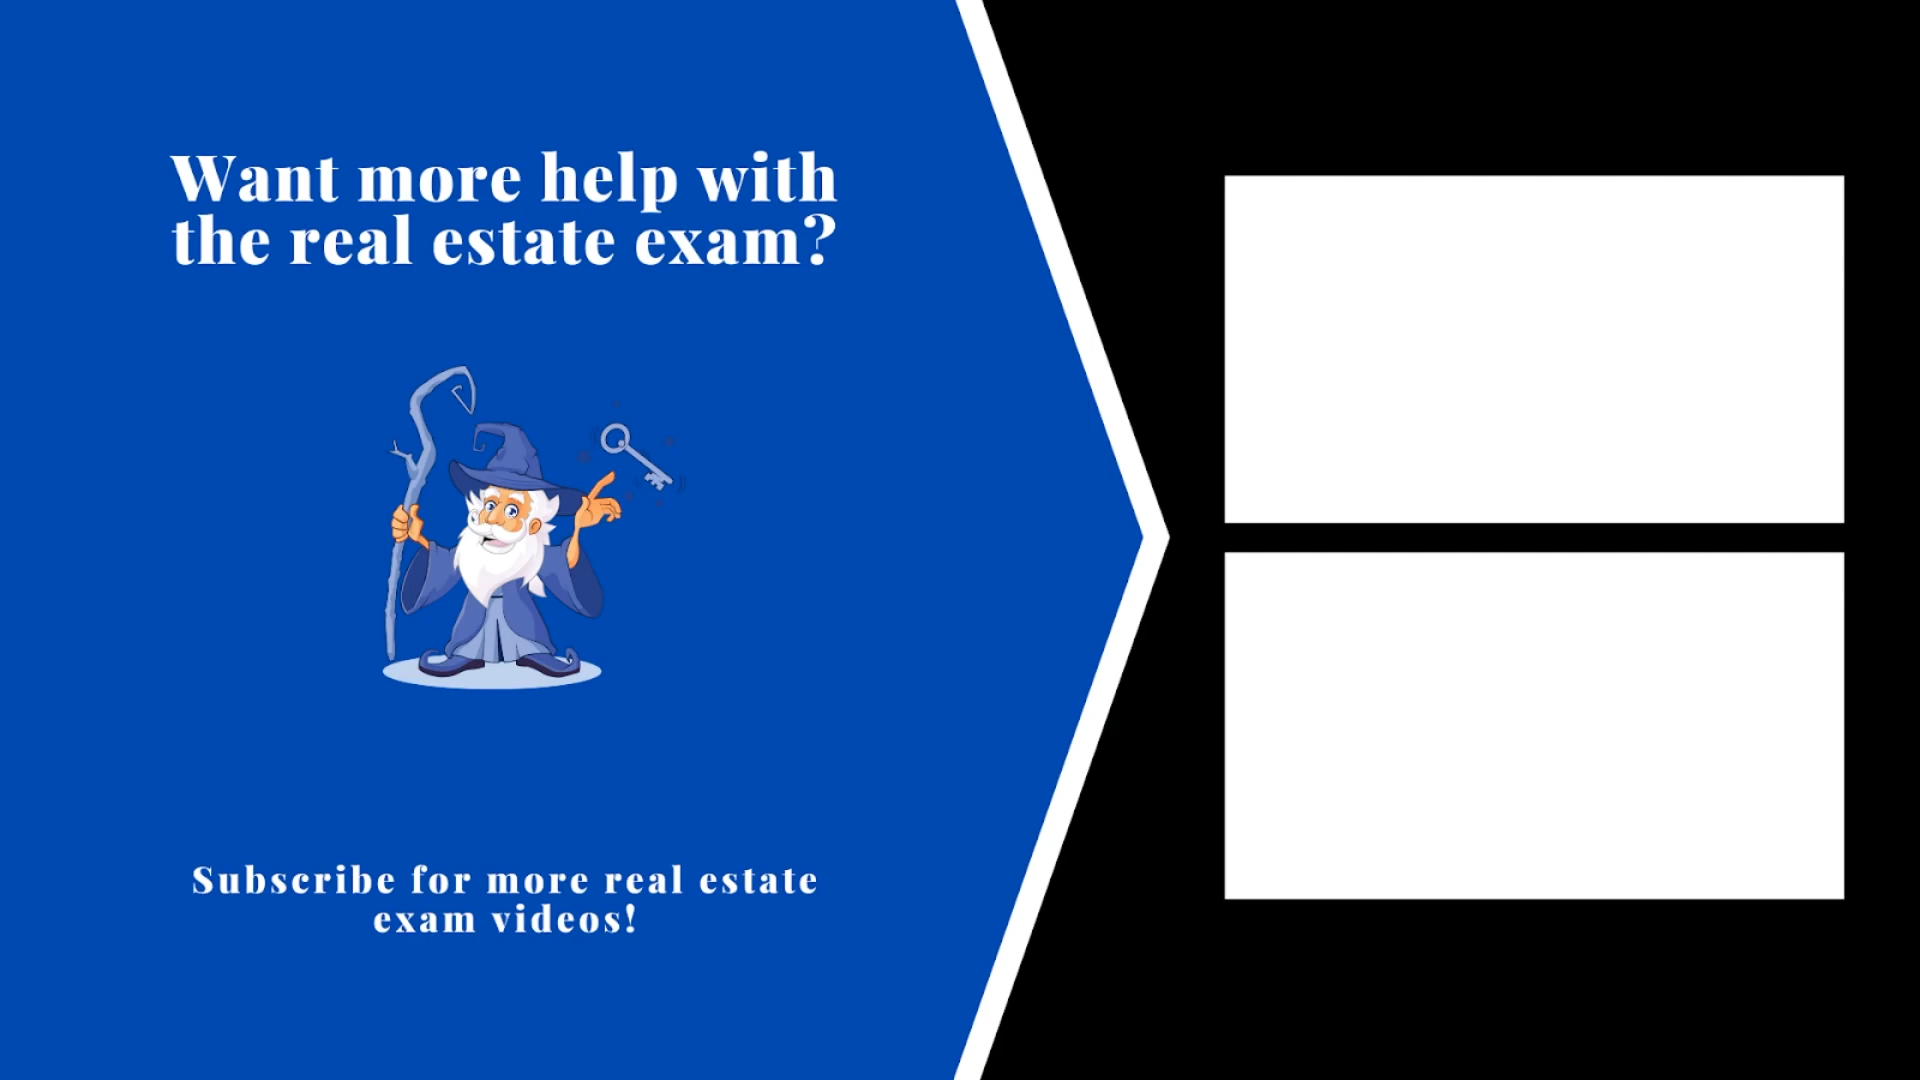 Want more help with
the real estate exam?
Subscribe for more real estate
exam videos!